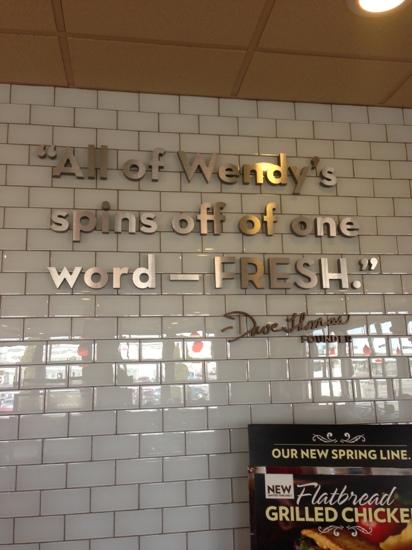 "All of Wendy's
spins off of one
word — FRESH."
-Dave Thomas
FOUNDER
OUR NEW SPRING LINE.
NEW Flatbread
GRILLED CHICKEN